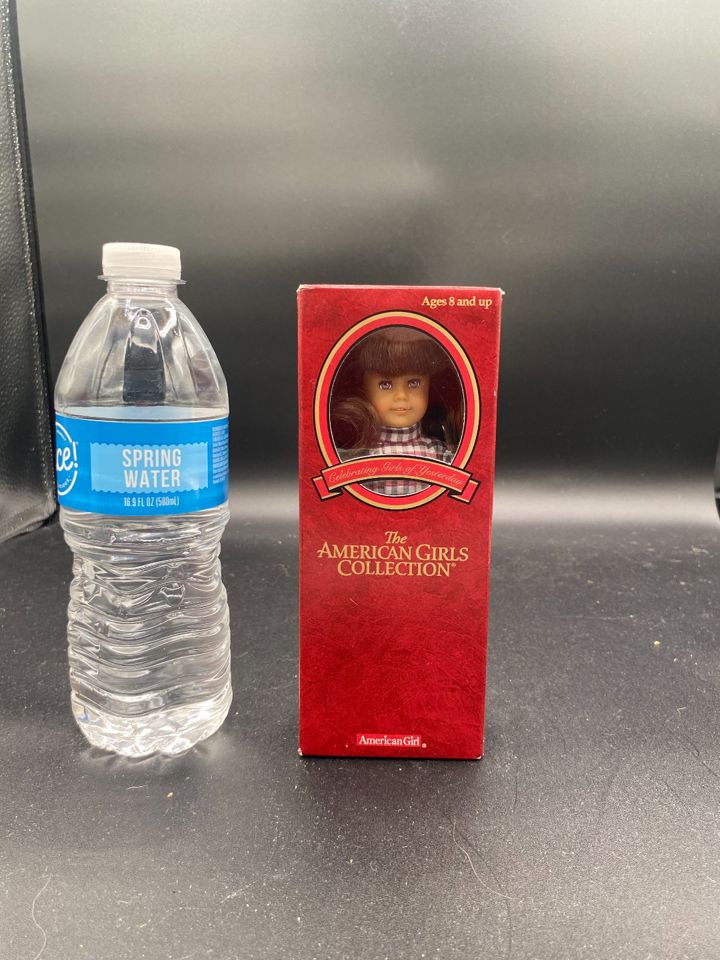 ce!
SPRING
WATER
16.9 FL OZ (500mL)
Ages 8 and up
Celebrating Girls of Yesterday
The
AMERICAN GIRLS
COLLECTION®
American Girl ®